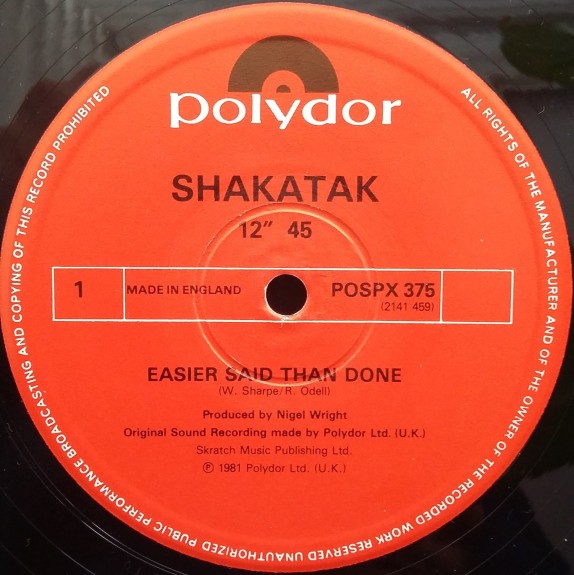 polydor
SHAKATAK
12” 45
1
MADE IN ENGLAND
POSPX 375
(2141 459)
EASIER SAID THAN DONE
(W. Sharpe/R. Odell)
Produced by Nigel Wright
Original Sound Recording made by Polydor Ltd. (U.K.)
Skratch Music Publishing Ltd.
℗ 1981 Polydor Ltd. (U.K.)
ALL RIGHTS OF THE MANUFACTURER AND OF THE OWNER OF THE RECORDED WORK RESERVED UNAUTHORIZED PUBLIC PERFORMANCE BROADCASTING AND COPYING OF THIS RECORD PROHIBITED